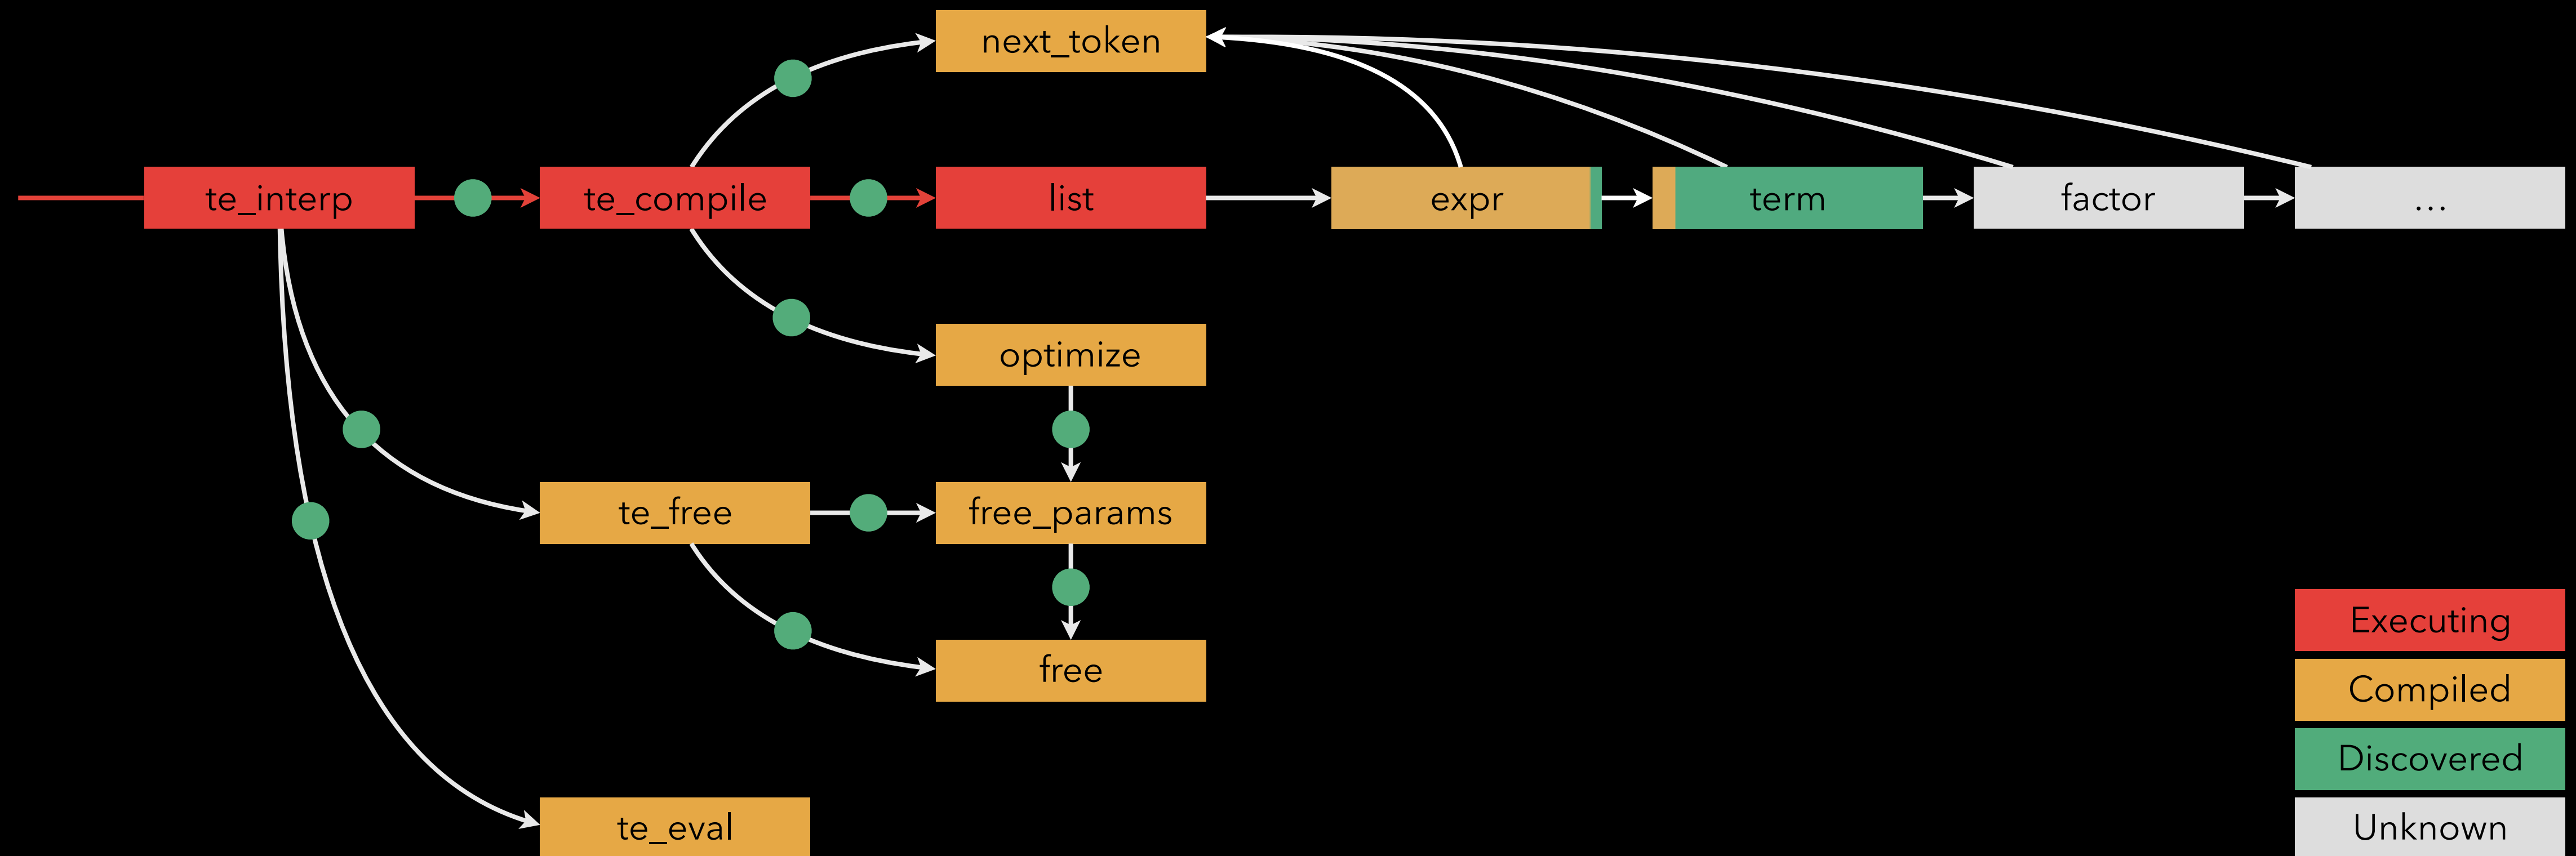 next_token
te_interp
te_compile
list
expr
term
factor
...
optimize
te_free
free_params
free
te_eval
Executing
Compiled
Discovered
Unknown